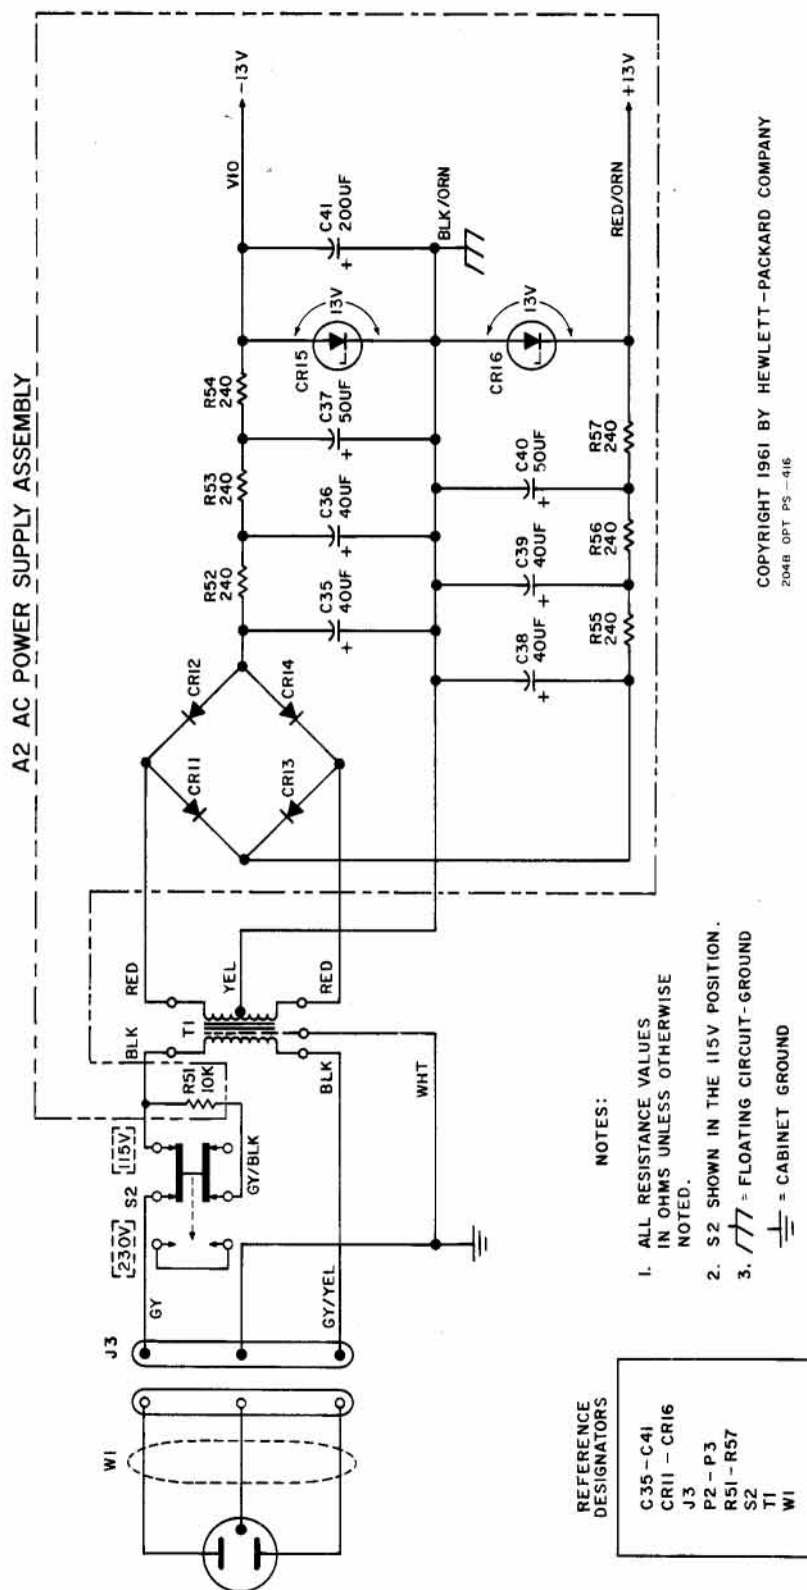 A2 AC POWER SUPPLY ASSEMBLY
-13V
VIO
C41
200UF
+
BLK/ORN
RED/ORN
+13V
CR15
13V
CR16
13V
R54
240
R53
240
R52
240
C37
50UF
+
C36
40UF
+
C35
40UF
+
C40
50UF
+
C39
40UF
+
C38
40UF
+
R57
240
R56
240
R55
240
CR12
CR14
CR11
CR13
RED
YEL
RED
BLK
T1
BLK
R51
10K
WHT
115V
S2
230V
GY/BLK
GY
GY/YEL
J3
W1
NOTES:
1. ALL RESISTANCE VALUES
IN OHMS UNLESS OTHERWISE
NOTED.
2. S2 SHOWN IN THE 115V POSITION.
3. = FLOATING CIRCUIT-GROUND
= CABINET GROUND
REFERENCE
DESIGNATORS
C35-C41
CR11 - CR16
J3
P2-P3
R51-R57
S2
T1
W1
COPYRIGHT 1961 BY HEWLETT-PACKARD COMPANY
204B OPT PS -416